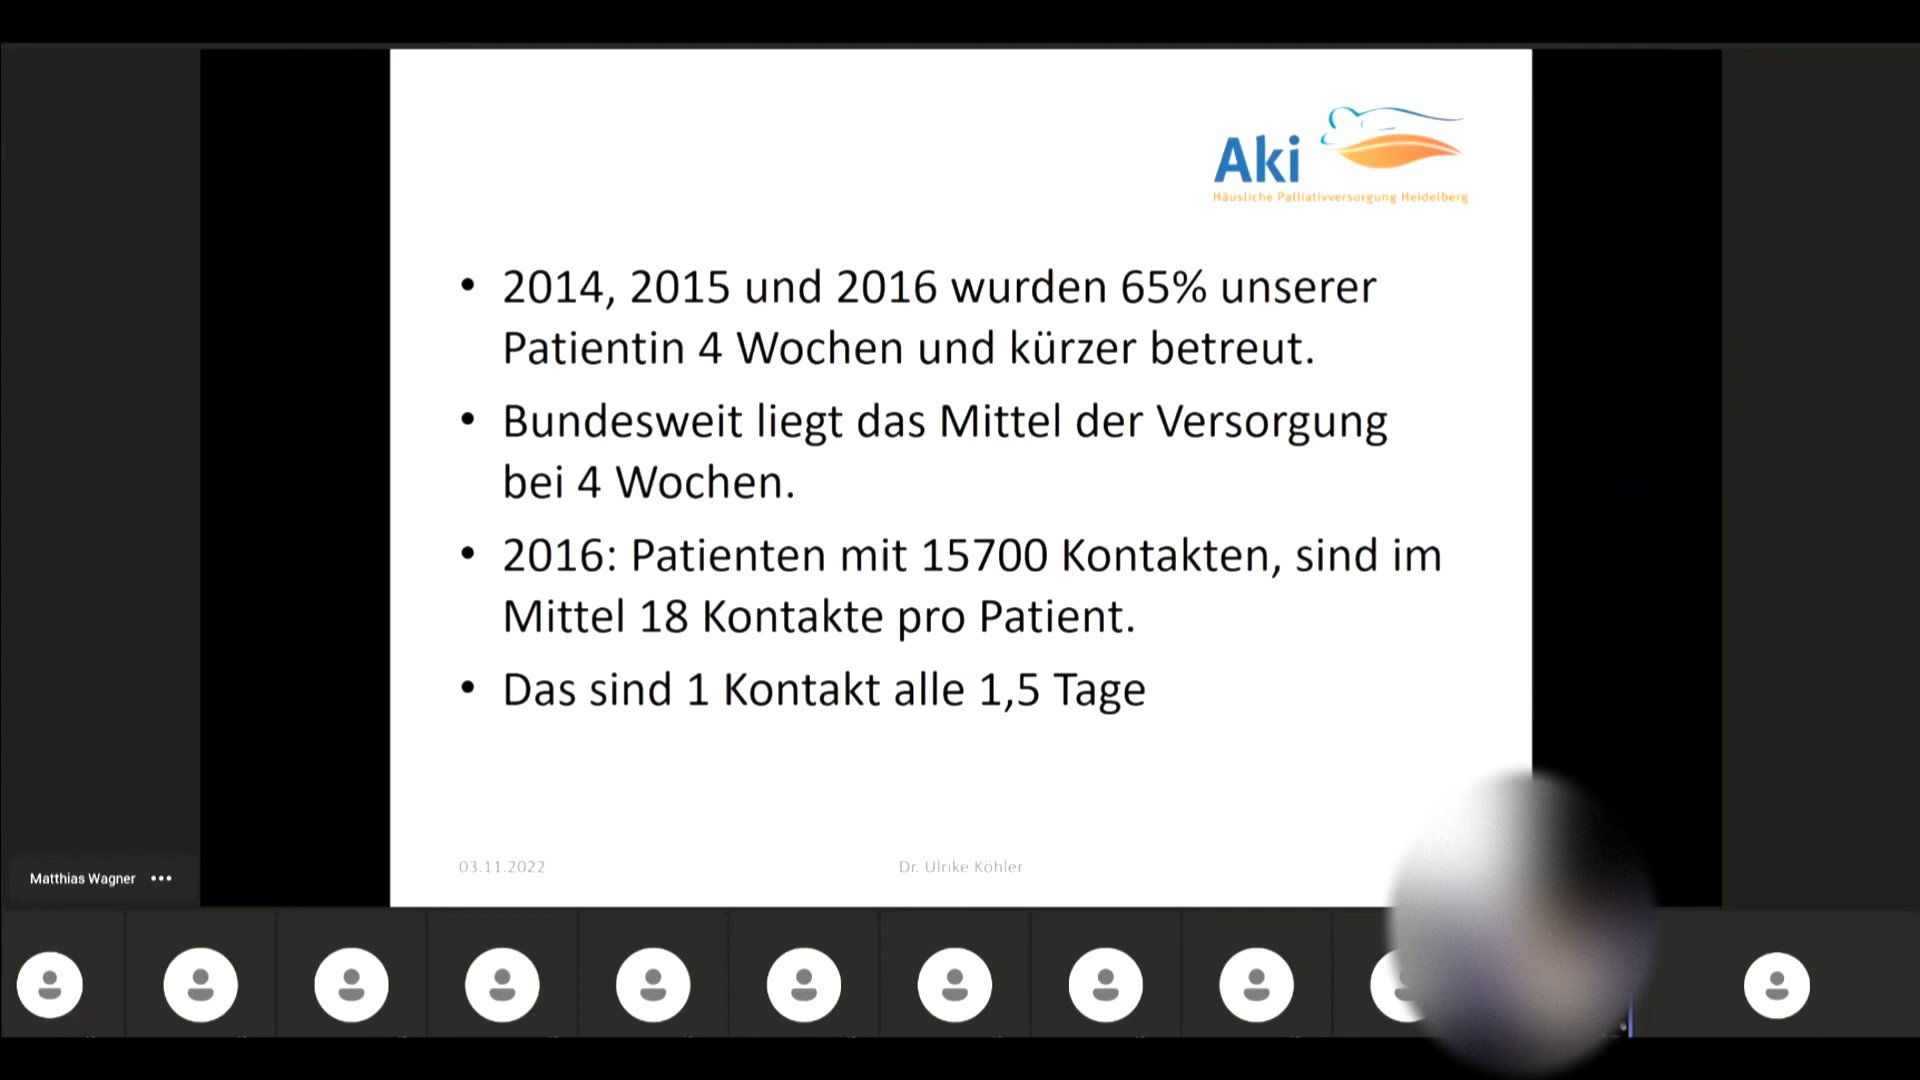 Aki
Häusliche Palliativversorgung Heidelberg
• 2014, 2015 und 2016 wurden 65% unserer
Patientin 4 Wochen und kürzer betreut.
• Bundesweit liegt das Mittel der Versorgung
bei 4 Wochen.
• 2016: Patienten mit 15700 Kontakten, sind im
Mittel 18 Kontakte pro Patient.
• Das sind 1 Kontakt alle 1,5 Tage
03.11.2022
Dr. Ulrike Köhler
Matthias Wagner